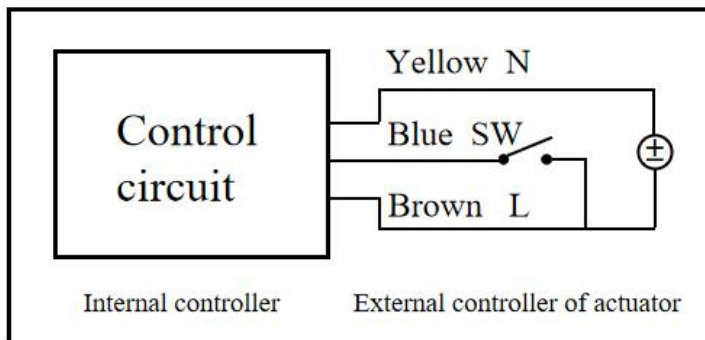 Yellow N
Control
circuit
Blue SW
Brown L
±
Internal controller
External controller of actuator